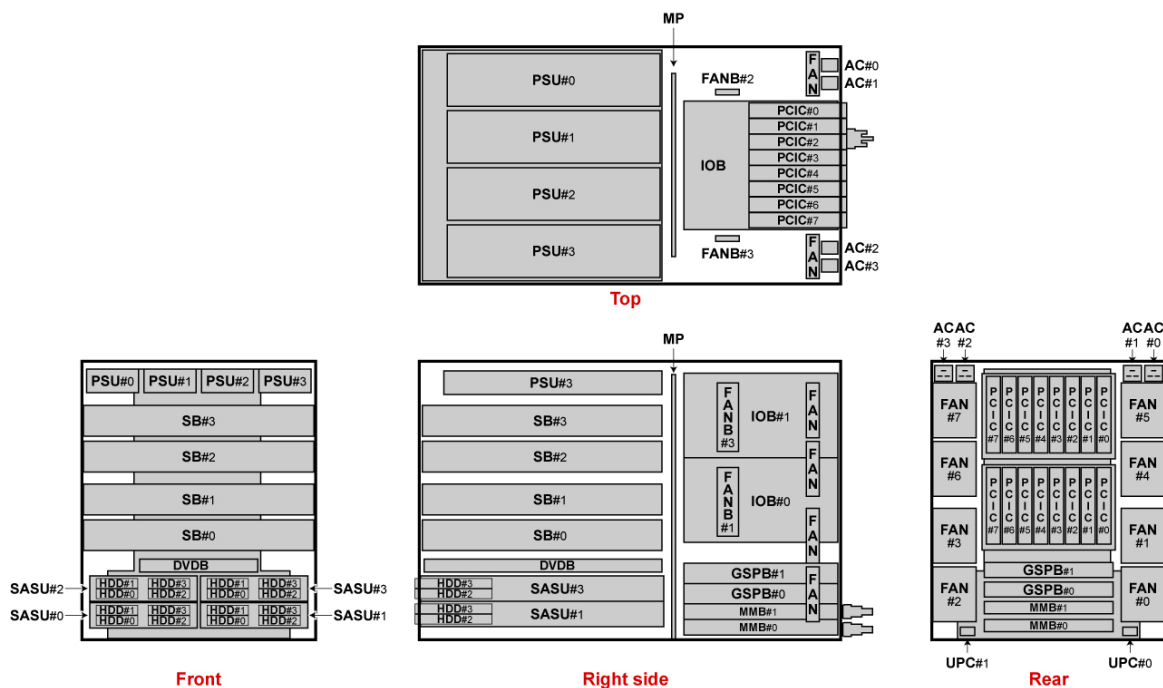 MP
PSU#0
PSU#1
PSU#2
PSU#3
FANB#2
IOB
FANB#3
FAN
AC#0
AC#1
PCIC#0
PCIC#1
PCIC#2
PCIC#3
PCIC#4
PCIC#5
PCIC#6
PCIC#7
FAN
AC#2
AC#3
Top
PSU#0 PSU#1 PSU#2 PSU#3
SB#3
SB#2
SB#1
SB#0
DVDB
SASU#2 HDD#1 HDD#3 HDD#1 HDD#3 SASU#3
HDD#0 HDD#2 HDD#0 HDD#2
SASU#0 HDD#1 HDD#3 HDD#1 HDD#3 SASU#1
HDD#0 HDD#2 HDD#0 HDD#2
Front
MP
PSU#3
SB#3
SB#2
SB#1
SB#0
DVDB
HDD#3 SASU#3
HDD#2
HDD#3 SASU#1
HDD#2
FANB#3
IOB#1
FAN
FAN
FANB#1
IOB#0
FAN
GSPB#1
GSPB#0
FAN
MMB#1
MMB#0
Right side
AC#3 AC#2 AC#1 AC#0
FAN#7
PCIC#7 PCIC#6 PCIC#5 PCIC#4 PCIC#3 PCIC#2 PCIC#1 PCIC#0
FAN#5
FAN#6
FAN#4
PCIC#7 PCIC#6 PCIC#5 PCIC#4 PCIC#3 PCIC#2 PCIC#1 PCIC#0
FAN#3
FAN#1
GSPB#1
FAN#2
GSPB#0
FAN#0
MMB#1
MMB#0
UPC#1 UPC#0
Rear